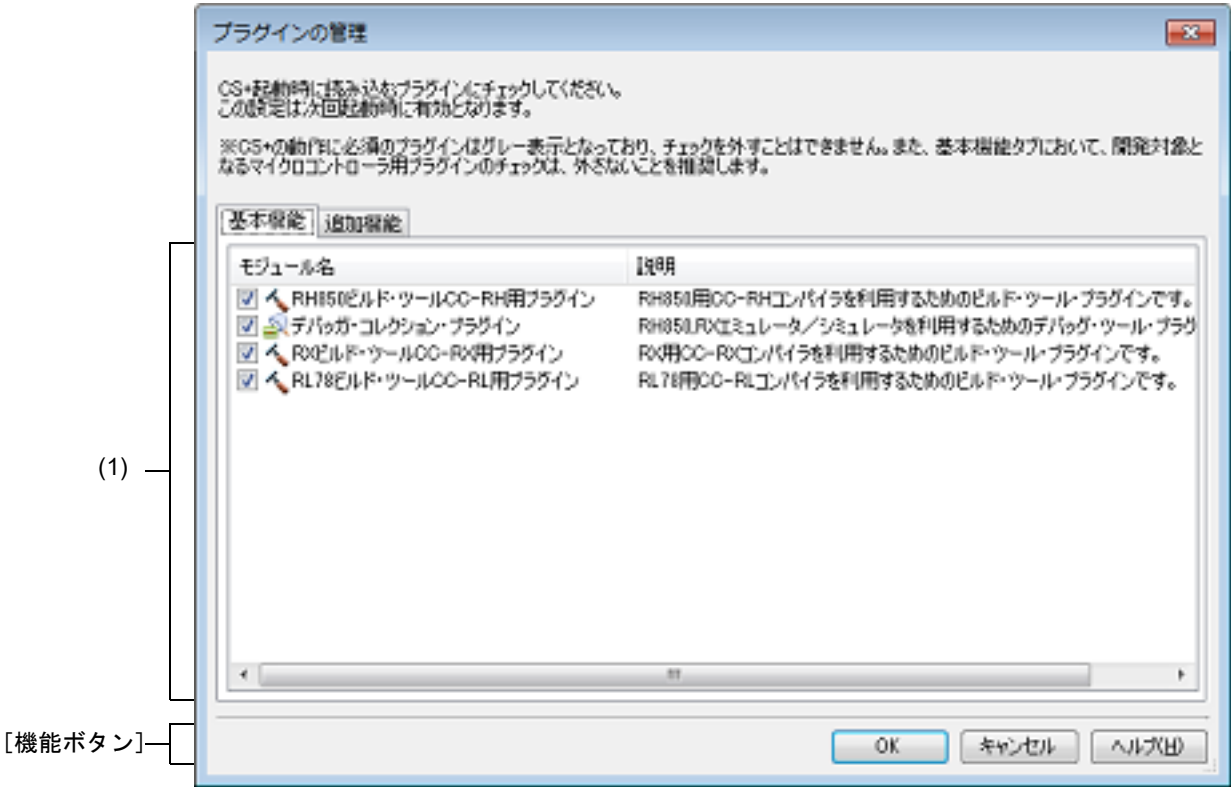 プラグインの管理
CS+起動時に読み込むプラグインにチェックしてください。
この設定は次回起動時に有効となります。
※CS+の動作に必須のプラグインはグレー表示となっており、チェックを外すことはできません。また、基本機能タブにおいて、開発対象と
なるマイクロコントローラ用プラグインのチェックは、外さないことを推奨します。
基本機能 追加機能
モジュール名 説明
RH850ビルド・ツールCC-RH用プラグイン RH850用CC-RHコンパイラを利用するためのビルド・ツール・プラグインです。
デバッガ・コレクション・プラグイン RH850,RXエミュレータ／シミュレータを利用するためのデバッグ・ツール・プラグ
RXビルド・ツールCC-RX用プラグイン RX用CC-RXコンパイラを利用するためのビルド・ツール・プラグインです。
RL78ビルド・ツールCC-RL用プラグイン RL78用CC-RLコンパイラを利用するためのビルド・ツール・プラグインです。
(1)
[機能ボタン]
OK キャンセル ヘルプ(H)